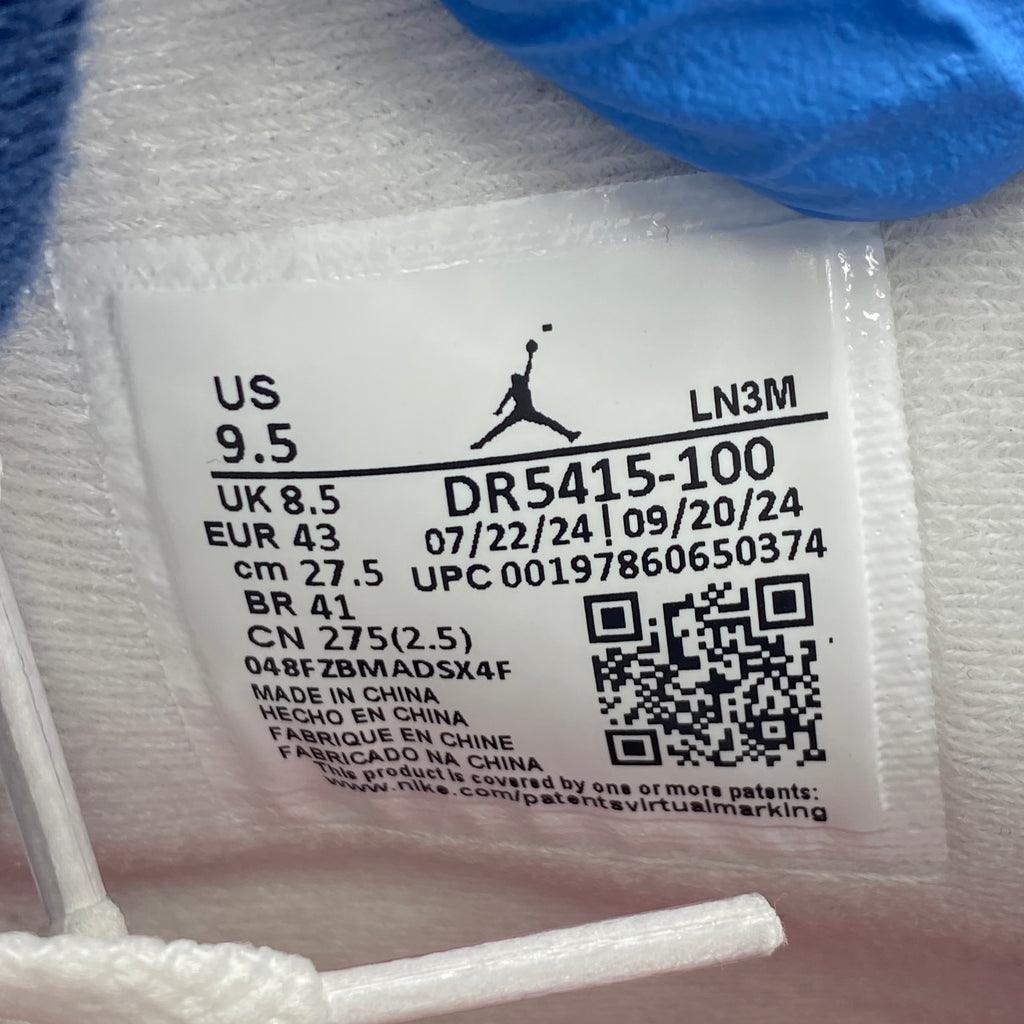 US
9.5
LN3M
UK 8.5
EUR 43
cm 27.5
BR 41
CN 275(2.5)
048FZBMADSX4F
DR5415-100
07/22/24 | 09/20/24
UPC 00197860650374
MADE IN CHINA
HECHO EN CHINA
FABRIQUE EN CHINE
FABRICADO NA CHINA
This product is covered by one or more patents:
www.nike.com/patentsvirtualmarking